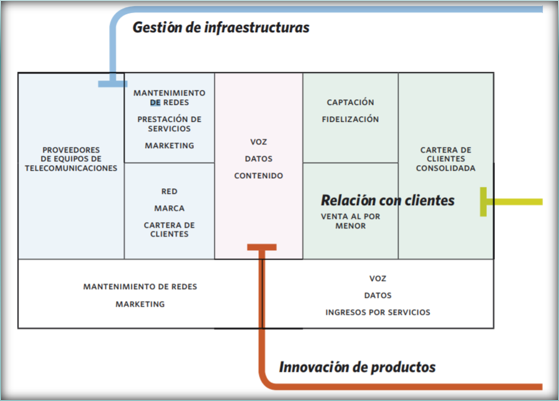 Gestión de infraestructuras
PROVEEDORES
DE EQUIPOS DE
TELECOMUNICACIONES
MANTENIMIENTO
DE REDES
PRESTACIÓN DE
SERVICIOS
MARKETING
RED
MARCA
CARTERA DE
CLIENTES
VOZ
DATOS
CONTENIDO
CAPTACIÓN
FIDELIZACIÓN
Relación con clientes
VENTA AL POR
MENOR
CARTERA DE
CLIENTES
CONSOLIDADA
MANTENIMIENTO DE REDES
MARKETING
VOZ
DATOS
INGRESOS POR SERVICIOS
Innovación de productos